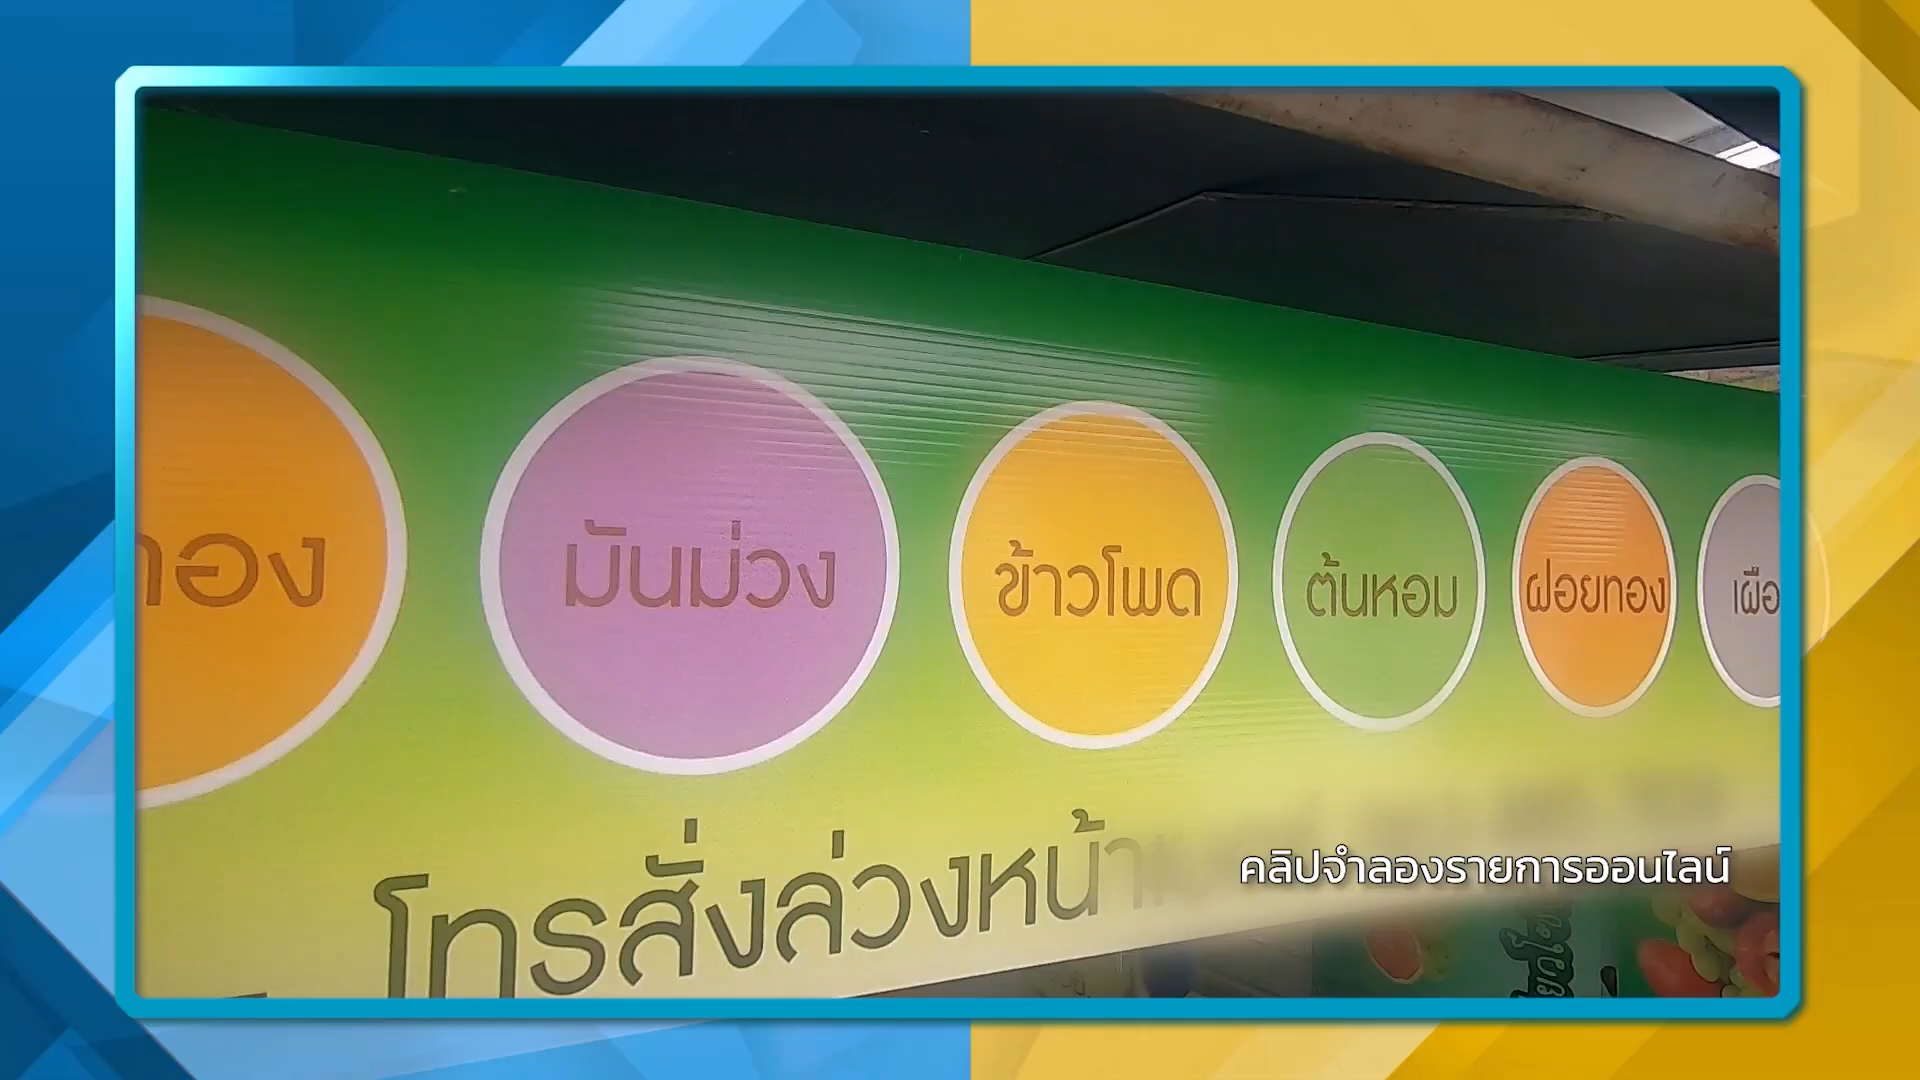 ทอง มันม่วง ข้าวโพด ต้นหอม ฝอยทอง เผือ
โทรสั่งล่วงหน้า
คลิปจำลองรายการออนไลน์